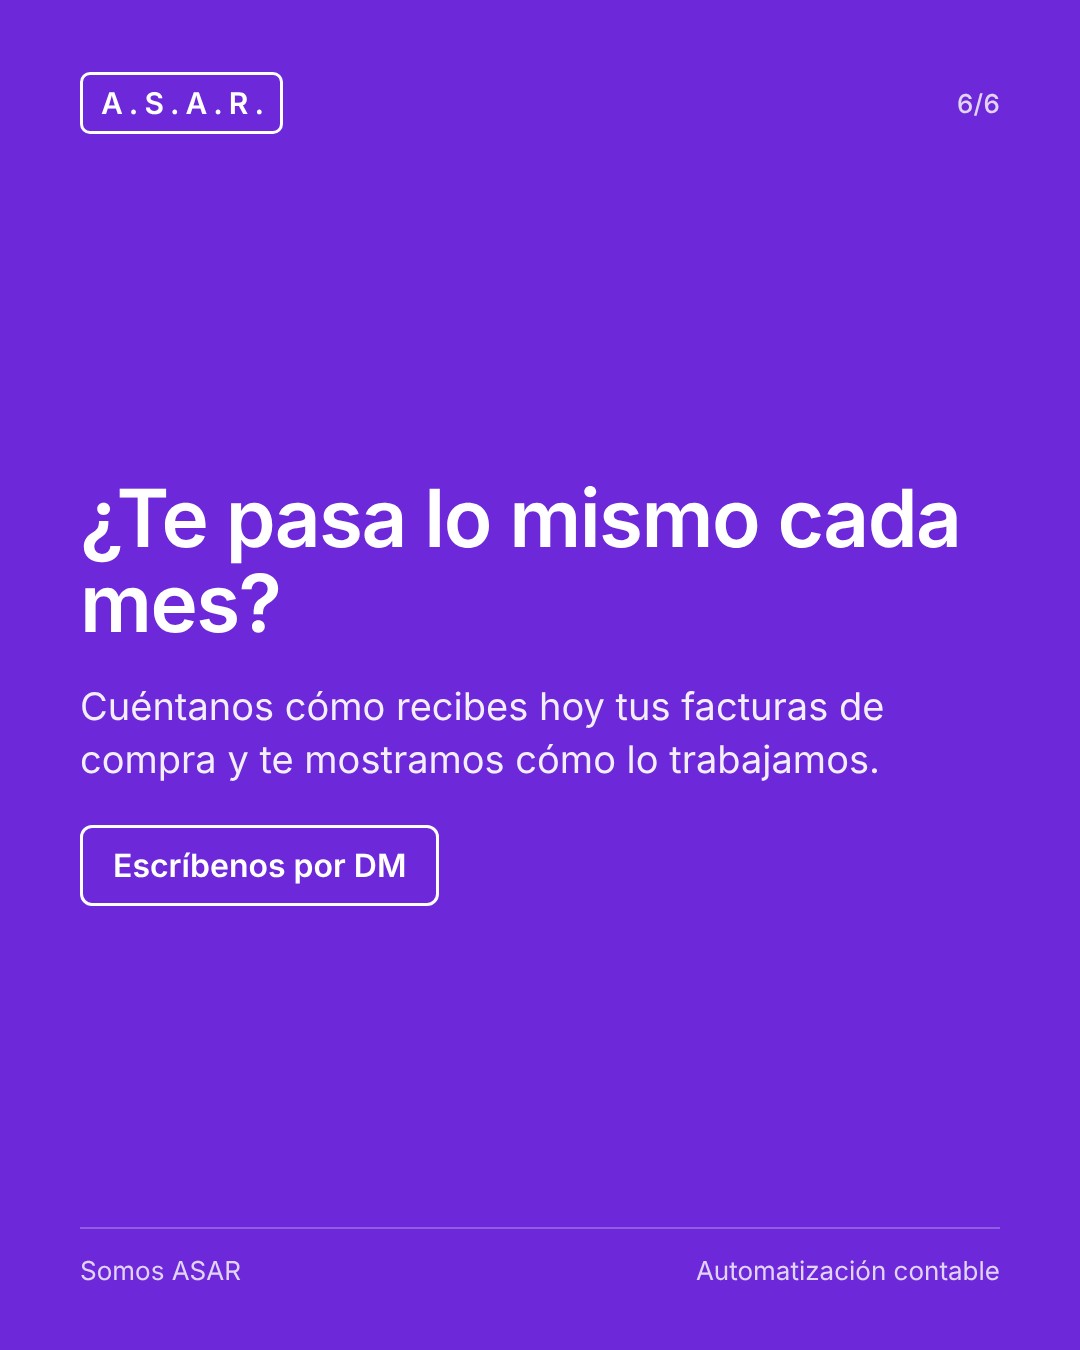 A.S.A.R.
6/6
¿Te pasa lo mismo cada
mes?
Cuéntanos cómo recibes hoy tus facturas de
compra y te mostramos cómo lo trabajamos.
Escríbenos por DM
Somos ASAR
Automatización contable